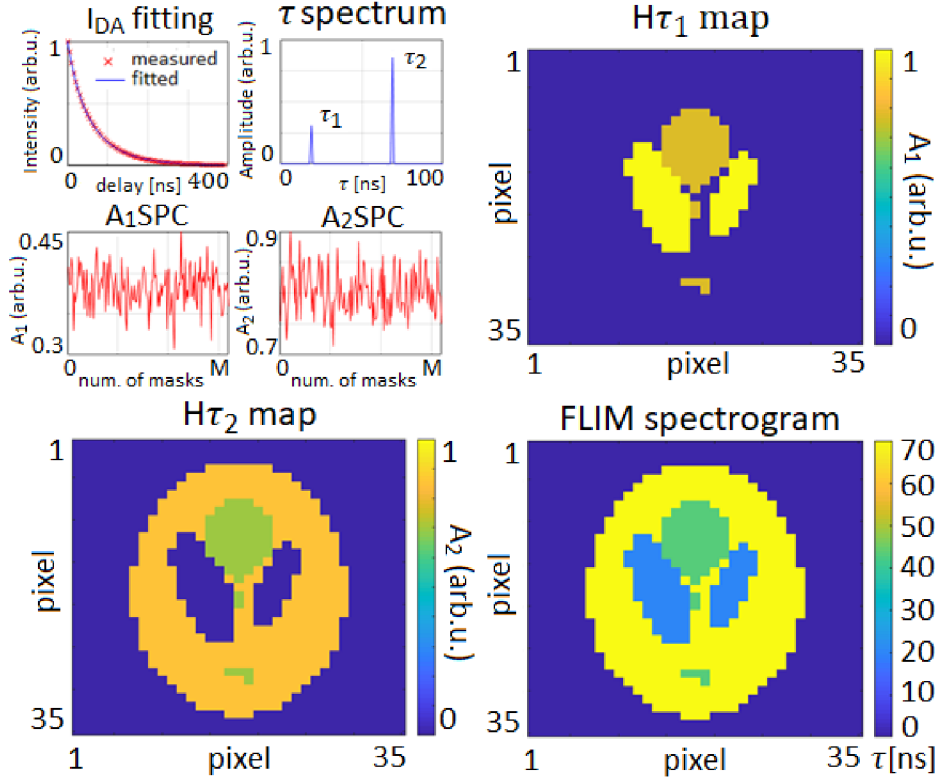 I_DA fitting
Intensity (arb.u.)
1
0
measured
fitted
0
400
delay [ns]
τ spectrum
Amplitude (arb.u.)
1
0
τ₁
τ₂
0
100
τ [ns]
A₁SPC
A₁ (arb.u.)
0.45
0.3
0
M
num. of masks
A₂SPC
A₂ (arb.u.)
0.9
0.7
0
M
num. of masks
Hτ₁ map
1
pixel
35
1
35
pixel
1
0
A₁ (arb.u.)
Hτ₂ map
1
pixel
35
1
35
pixel
1
0
A₂ (arb.u.)
FLIM spectrogram
1
pixel
35
1
35
pixel
70
60
50
40
30
20
10
0
τ[ns]